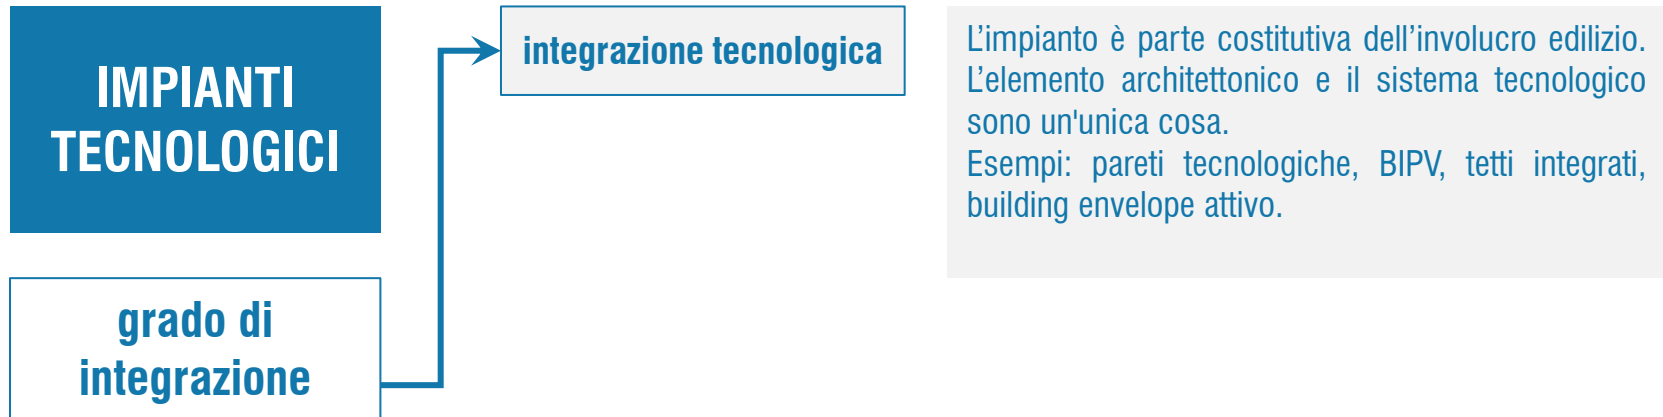 IMPIANTI
TECNOLOGICI
grado di
integrazione
integrazione tecnologica
L’impianto è parte costitutiva dell’involucro edilizio.
L’elemento architettonico e il sistema tecnologico
sono un'unica cosa.
Esempi: pareti tecnologiche, BIPV, tetti integrati,
building envelope attivo.